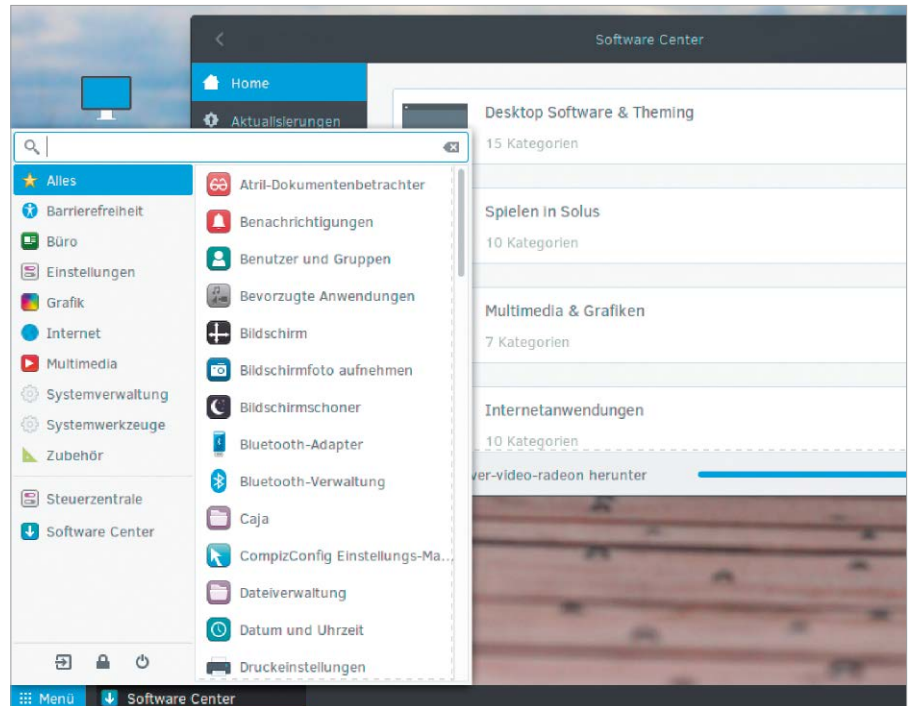 Software Center
Home
Aktualisierungen
Desktop Software & Theming
15 Kategorien
Spielen in Solus
10 Kategorien
Multimedia & Grafiken
7 Kategorien
Internetanwendungen
10 Kategorien
ver-video-radeon herunter
Alles
Barrierefreiheit
Büro
Einstellungen
Grafik
Internet
Multimedia
Systemverwaltung
Systemwerkzeuge
Zubehör
Steuerzentrale
Software Center
Atril-Dokumentenbetrachter
Benachrichtigungen
Benutzer und Gruppen
Bevorzugte Anwendungen
Bildschirm
Bildschirmfoto aufnehmen
Bildschirmschoner
Bluetooth-Adapter
Bluetooth-Verwaltung
Caja
CompizConfig Einstellungs-Ma...
Dateiverwaltung
Datum und Uhrzeit
Druckeinstellungen
Menü
Software Center